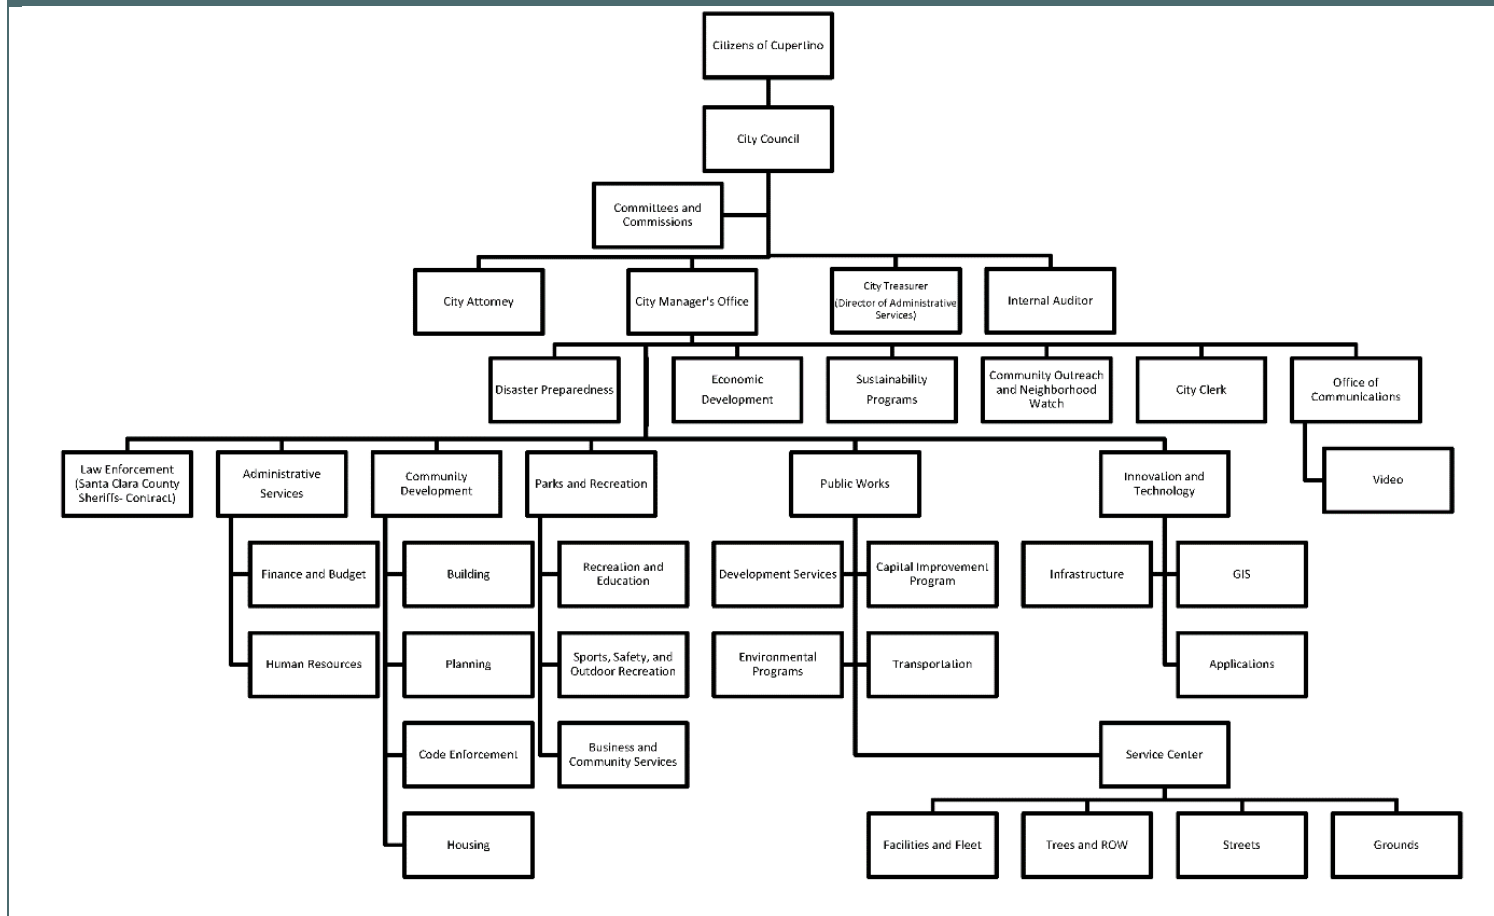 Citizens of Cupertino
City Council
Committees and
Commissions
City Attorney
City Manager's Office
City Treasurer
(Director of Administrative
Services)
Internal Auditor
Disaster Preparedness
Economic
Development
Sustainability
Programs
Community Outreach
and Neighborhood
Watch
City Clerk
Office of
Communications
Law Enforcement
(Santa Clara County
Sheriffs- Contract)
Administrative
Services
Community
Development
Parks and Recreation
Public Works
Innovation and
Technology
Video
Finance and Budget
Building
Recreation and
Education
Development Services
Capital Improvement
Program
Infrastructure
GIS
Human Resources
Planning
Sports, Safety, and
Outdoor Recreation
Environmental
Programs
Transportation
Applications
Code Enforcement
Business and
Community Services
Service Center
Housing
Facilities and Fleet
Trees and ROW
Streets
Grounds